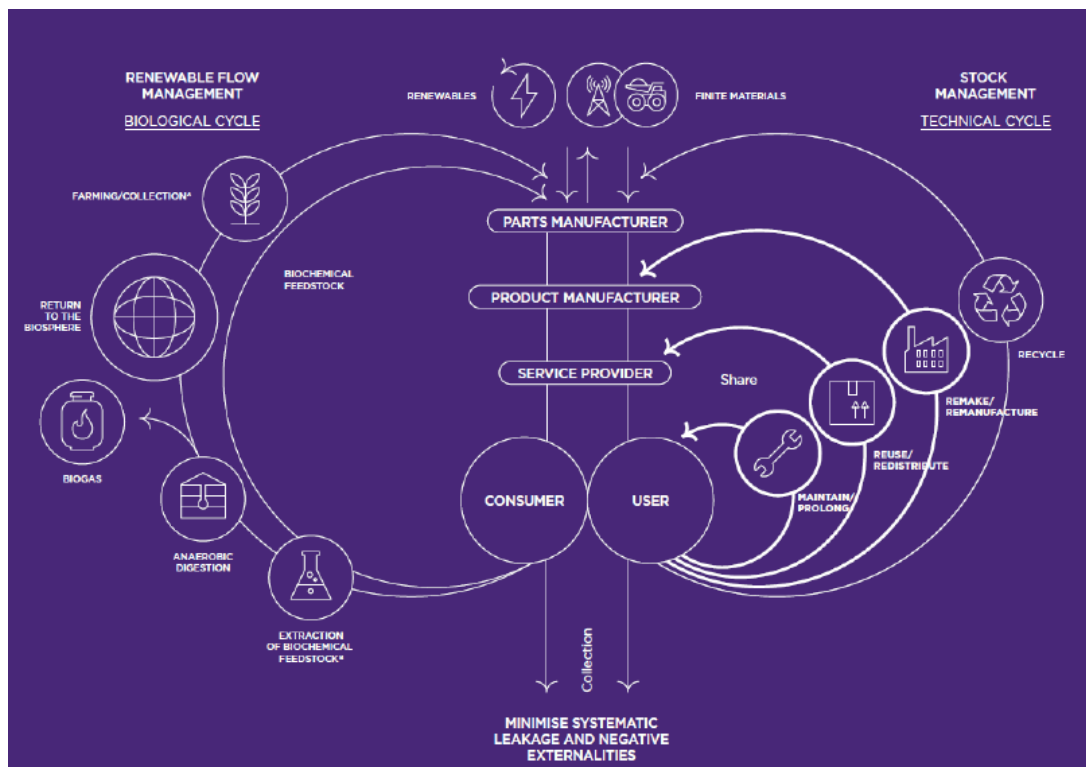 RENEWABLE FLOW
MANAGEMENT
BIOLOGICAL CYCLE
RENEWABLES
FINITE MATERIALS
STOCK
MANAGEMENT
TECHNICAL CYCLE
FARMING/COLLECTION^A
PARTS MANUFACTURER
BIOCHEMICAL
FEEDSTOCK
PRODUCT MANUFACTURER
RETURN
TO THE
BIOSPHERE
RECYCLE
SERVICE PROVIDER
Share
REMAKE/
REMANUFACTURE
REUSE/
REDISTRIBUTE
BIOGAS
CONSUMER
USER
MAINTAIN/
PROLONG
ANAEROBIC
DIGESTION
EXTRACTION
OF BIOCHEMICAL
FEEDSTOCK
Collection
MINIMISE SYSTEMATIC
LEAKAGE AND NEGATIVE
EXTERNALITIES